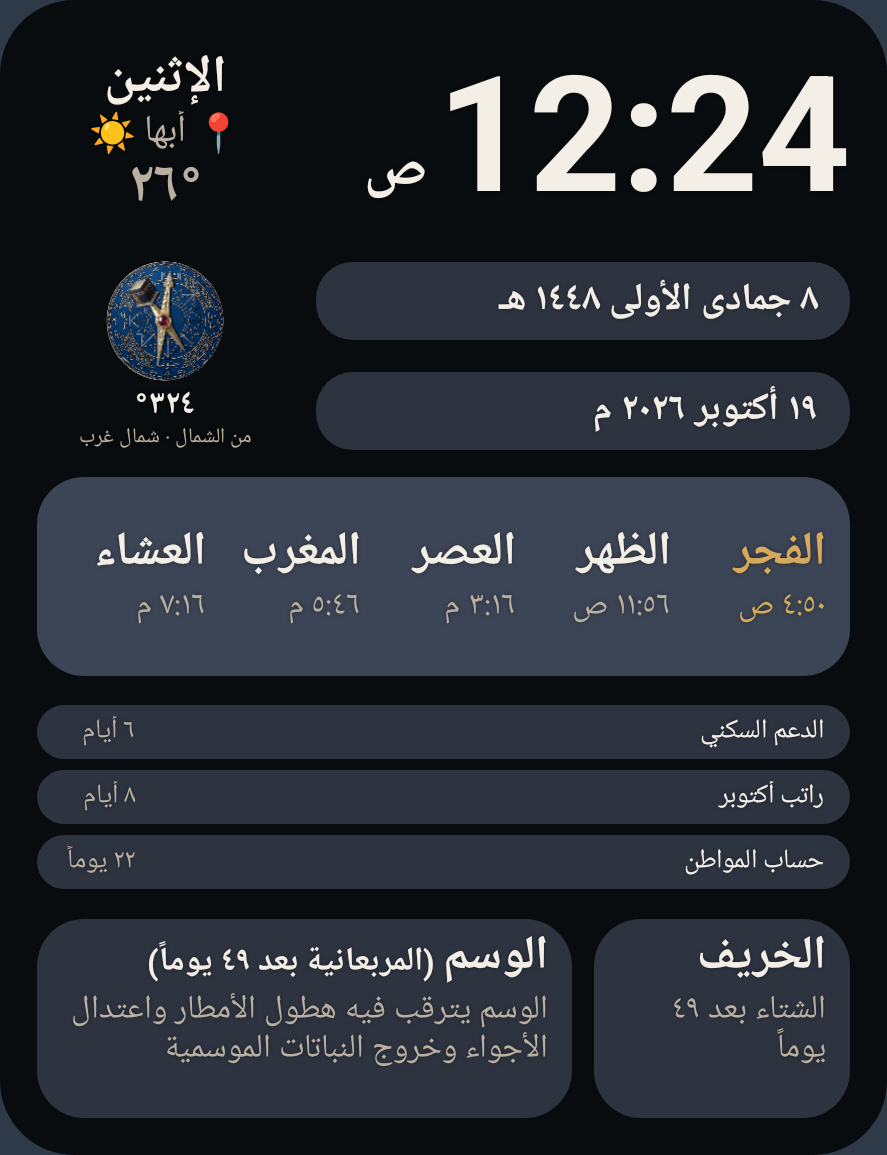 12:24 ص
الإثنين
أبها
٢٦°
٨ جمادى الأولى ١٤٤٨ هـ
١٩ أكتوبر ٢٠٢٦ م
٣٢٤°
من الشمال · شمال غرب
الفجر الظهر العصر المغرب العشاء
٤:٥٠ ص ١١:٥٦ ص ٣:١٦ م ٥:٤٦ م ٧:١٦ م
الدعم السكني ٦ أيام
راتب أكتوبر ٨ أيام
حساب المواطن ٢٢ يوماً
الخريف
الشتاء بعد ٤٩
يوماً
الوسم (المربعانية بعد ٤٩ يوماً)
الوسم يترقب فيه هطول الأمطار واعتدال
الأجواء وخروج النباتات الموسمية